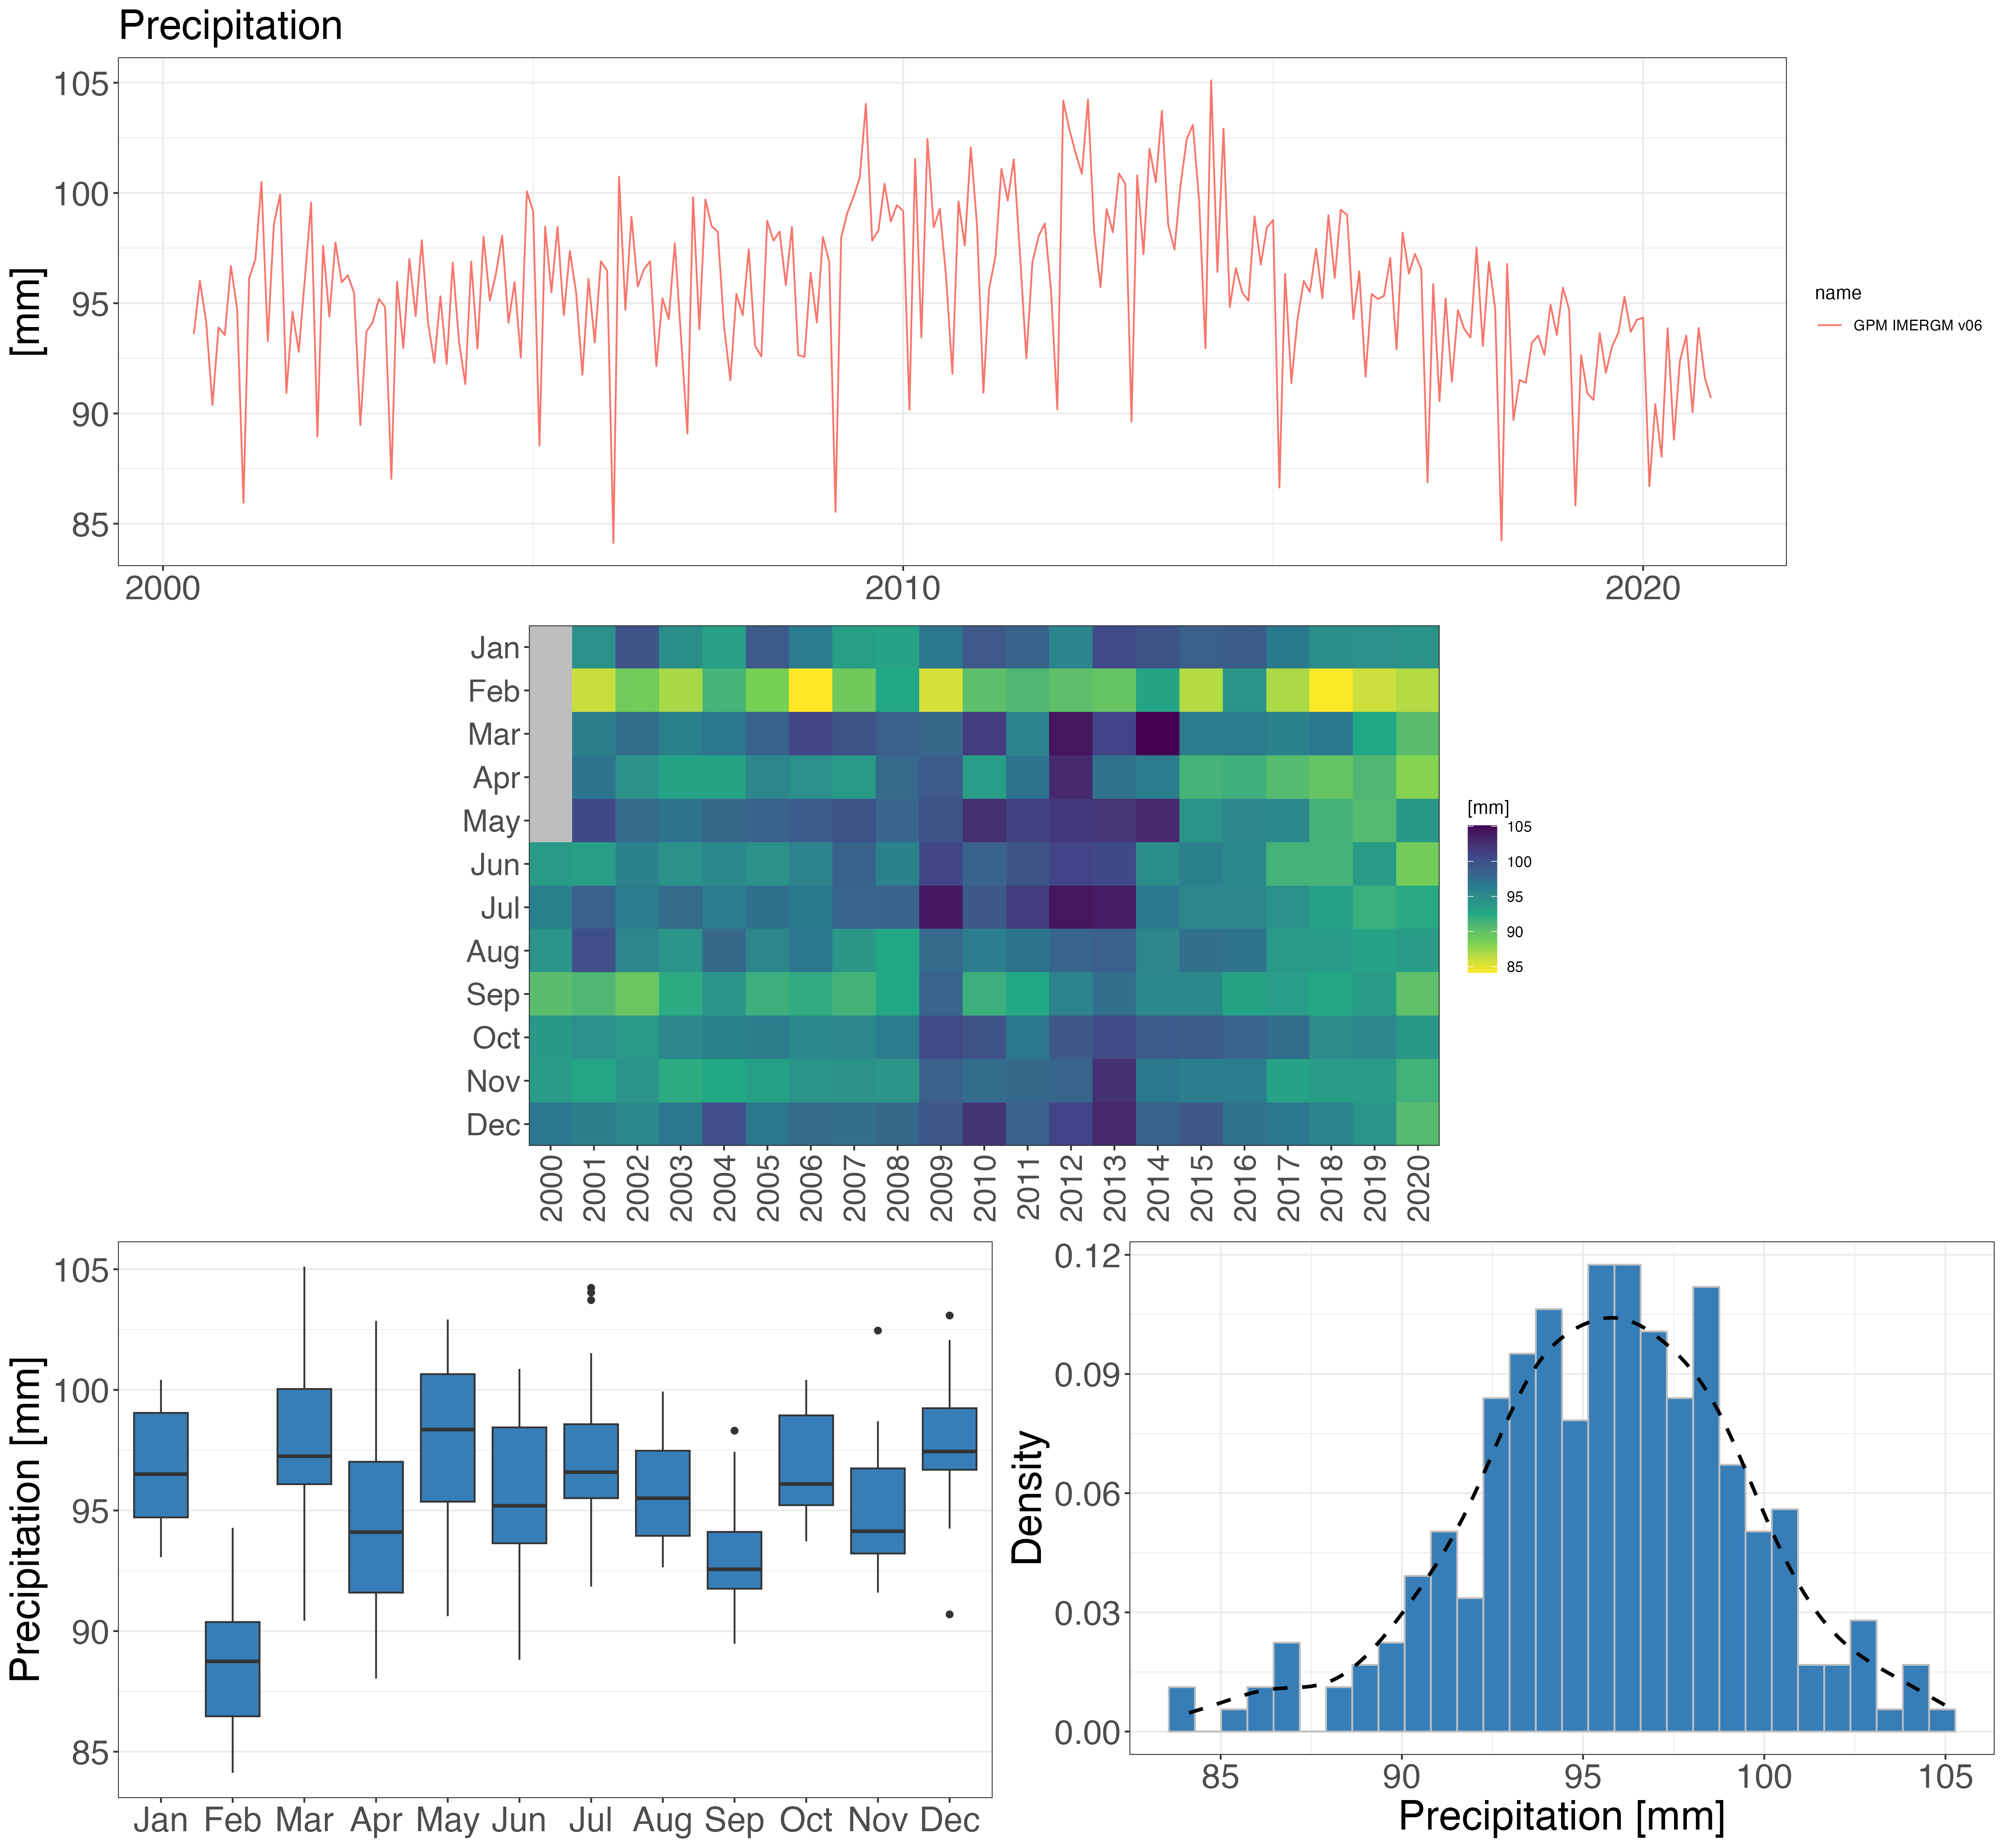 Precipitation
[mm]
105
100
95
90
85
2000
2010
2020
name
GPM IMERGM v06
Jan
Feb
Mar
Apr
May
Jun
Jul
Aug
Sep
Oct
Nov
Dec
2000
2001
2002
2003
2004
2005
2006
2007
2008
2009
2010
2011
2012
2013
2014
2015
2016
2017
2018
2019
2020
[mm]
105
100
95
90
85
Precipitation [mm]
105
100
95
90
85
Jan Feb Mar Apr May Jun Jul Aug Sep Oct Nov Dec
Density
0.12
0.09
0.06
0.03
0.00
85
90
95
100
105
Precipitation [mm]